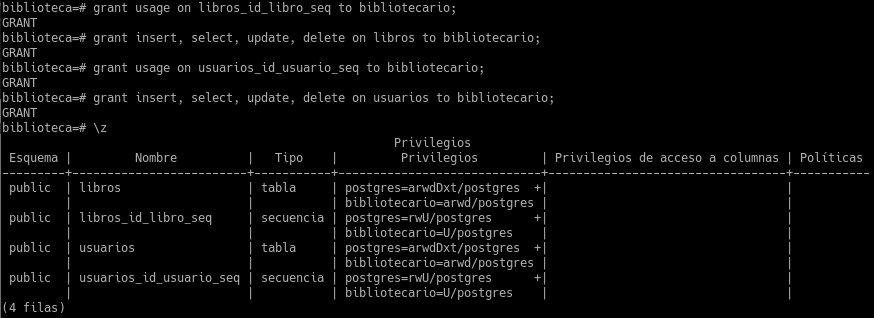 biblioteca=# grant usage on libros_id_libro_seq to bibliotecario;
GRANT
biblioteca=# grant insert, select, update, delete on libros to bibliotecario;
GRANT
biblioteca=# grant usage on usuarios_id_usuario_seq to bibliotecario;
GRANT
biblioteca=# grant insert, select, update, delete on usuarios to bibliotecario;
GRANT
biblioteca=# \z
                                                        Privilegios
 Esquema |         Nombre          |   Tipo    |         Privilegios          | Privilegios de acceso a columnas | Políticas
---------+-------------------------+-----------+------------------------------+----------------------------------+-----------
 public  | libros                  | tabla     | postgres=arwdDxt/postgres  +|                                  |
         |                         |           | bibliotecario=arwd/postgres |                                  |
 public  | libros_id_libro_seq     | secuencia | postgres=rwU/postgres      +|                                  |
         |                         |           | bibliotecario=U/postgres    |                                  |
 public  | usuarios                | tabla     | postgres=arwdDxt/postgres  +|                                  |
         |                         |           | bibliotecario=arwd/postgres |                                  |
 public  | usuarios_id_usuario_seq | secuencia | postgres=rwU/postgres      +|                                  |
         |                         |           | bibliotecario=U/postgres    |                                  |
(4 filas)